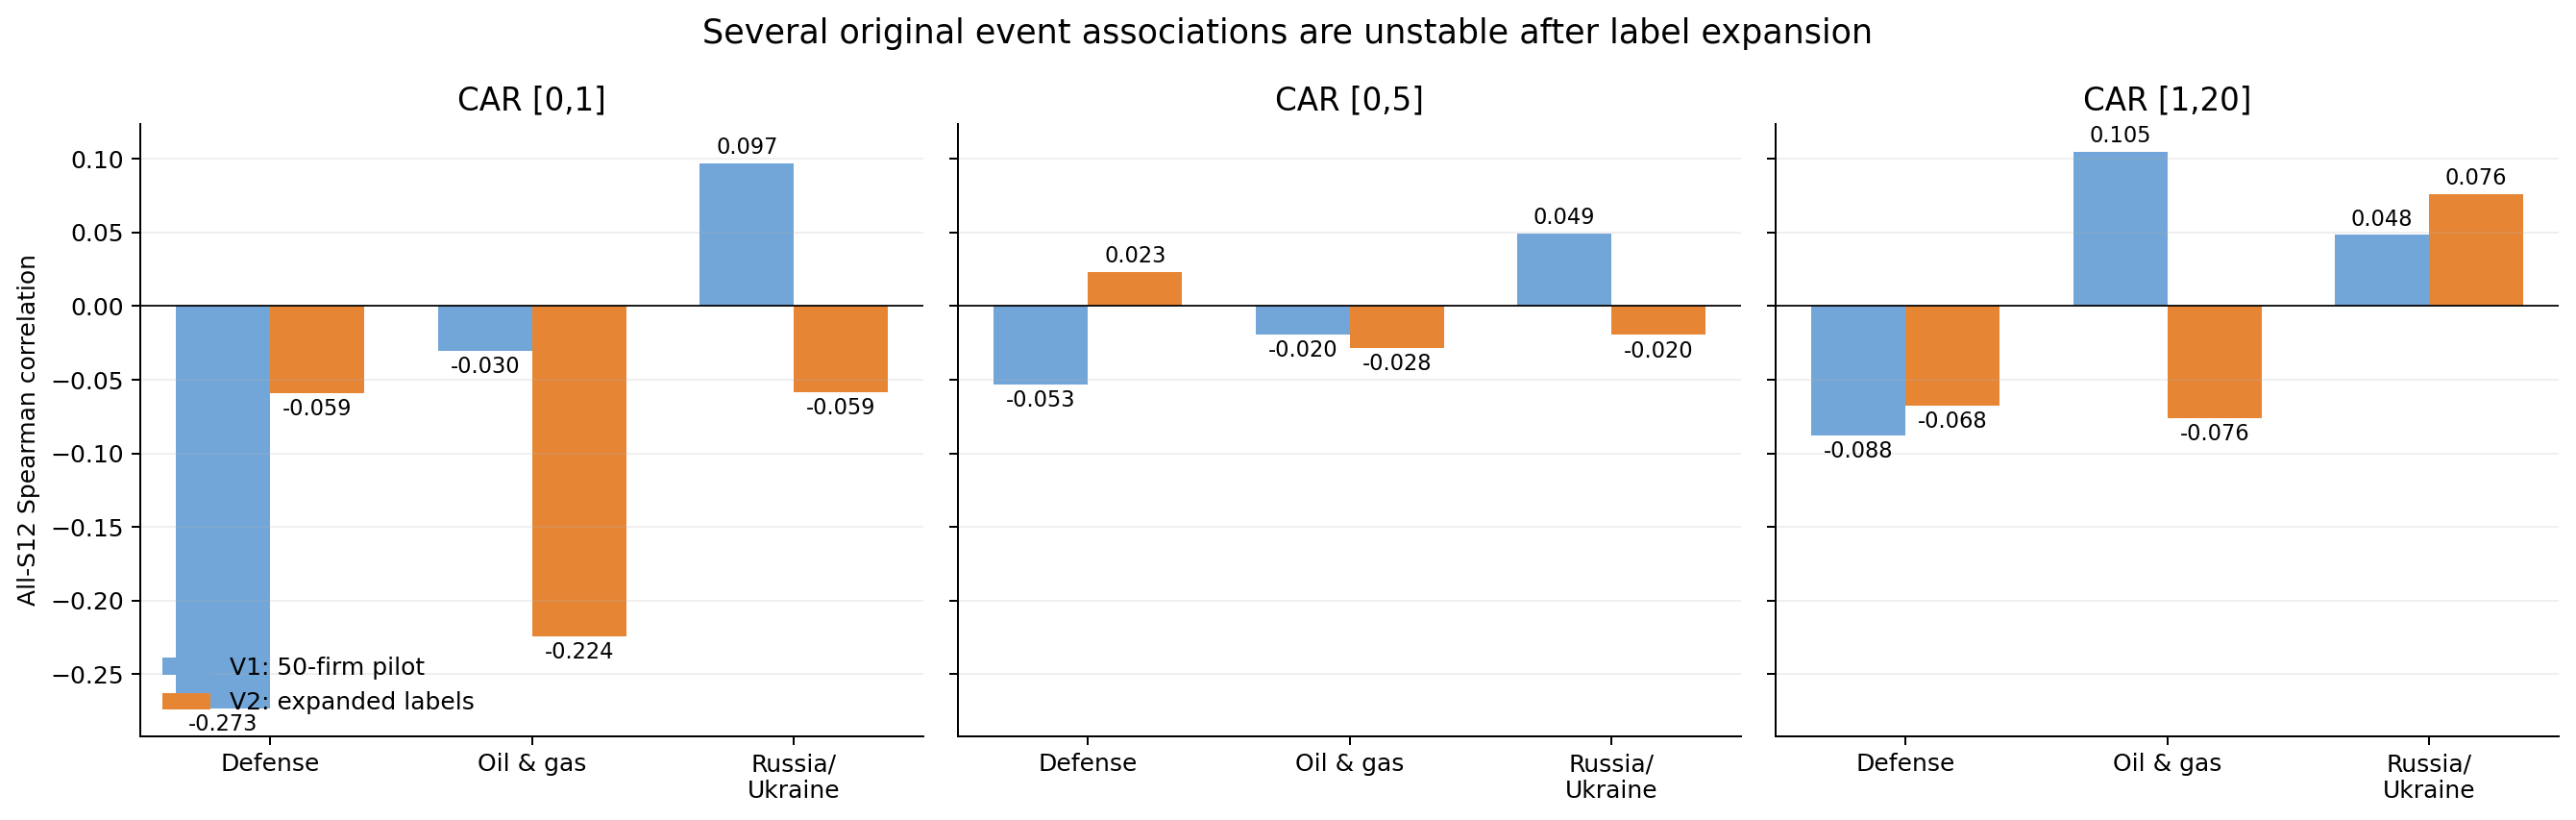 Several original event associations are unstable after label expansion
CAR [0,1]
CAR [0,5]
CAR [1,20]
All-S12 Spearman correlation
0.10
0.05
0.00
−0.05
−0.10
−0.15
−0.20
−0.25
-0.273
-0.059
-0.030
-0.224
0.097
-0.059
V1: 50-firm pilot
V2: expanded labels
Defense
Oil & gas
Russia/
Ukraine
-0.053
0.023
-0.020
-0.028
0.049
-0.020
Defense
Oil & gas
Russia/
Ukraine
-0.088
-0.068
0.105
-0.076
0.048
0.076
Defense
Oil & gas
Russia/
Ukraine